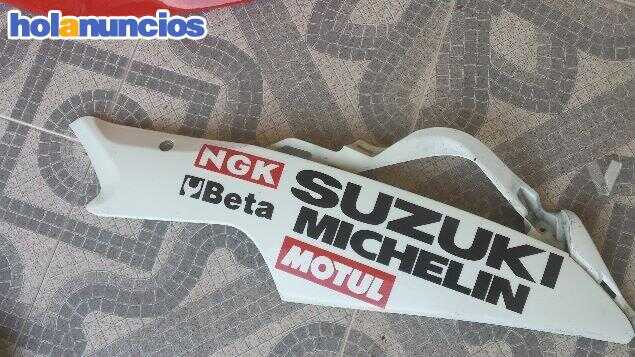 holanuncios
NGK
Beta
SUZUKI
MICHELIN
MOTUL